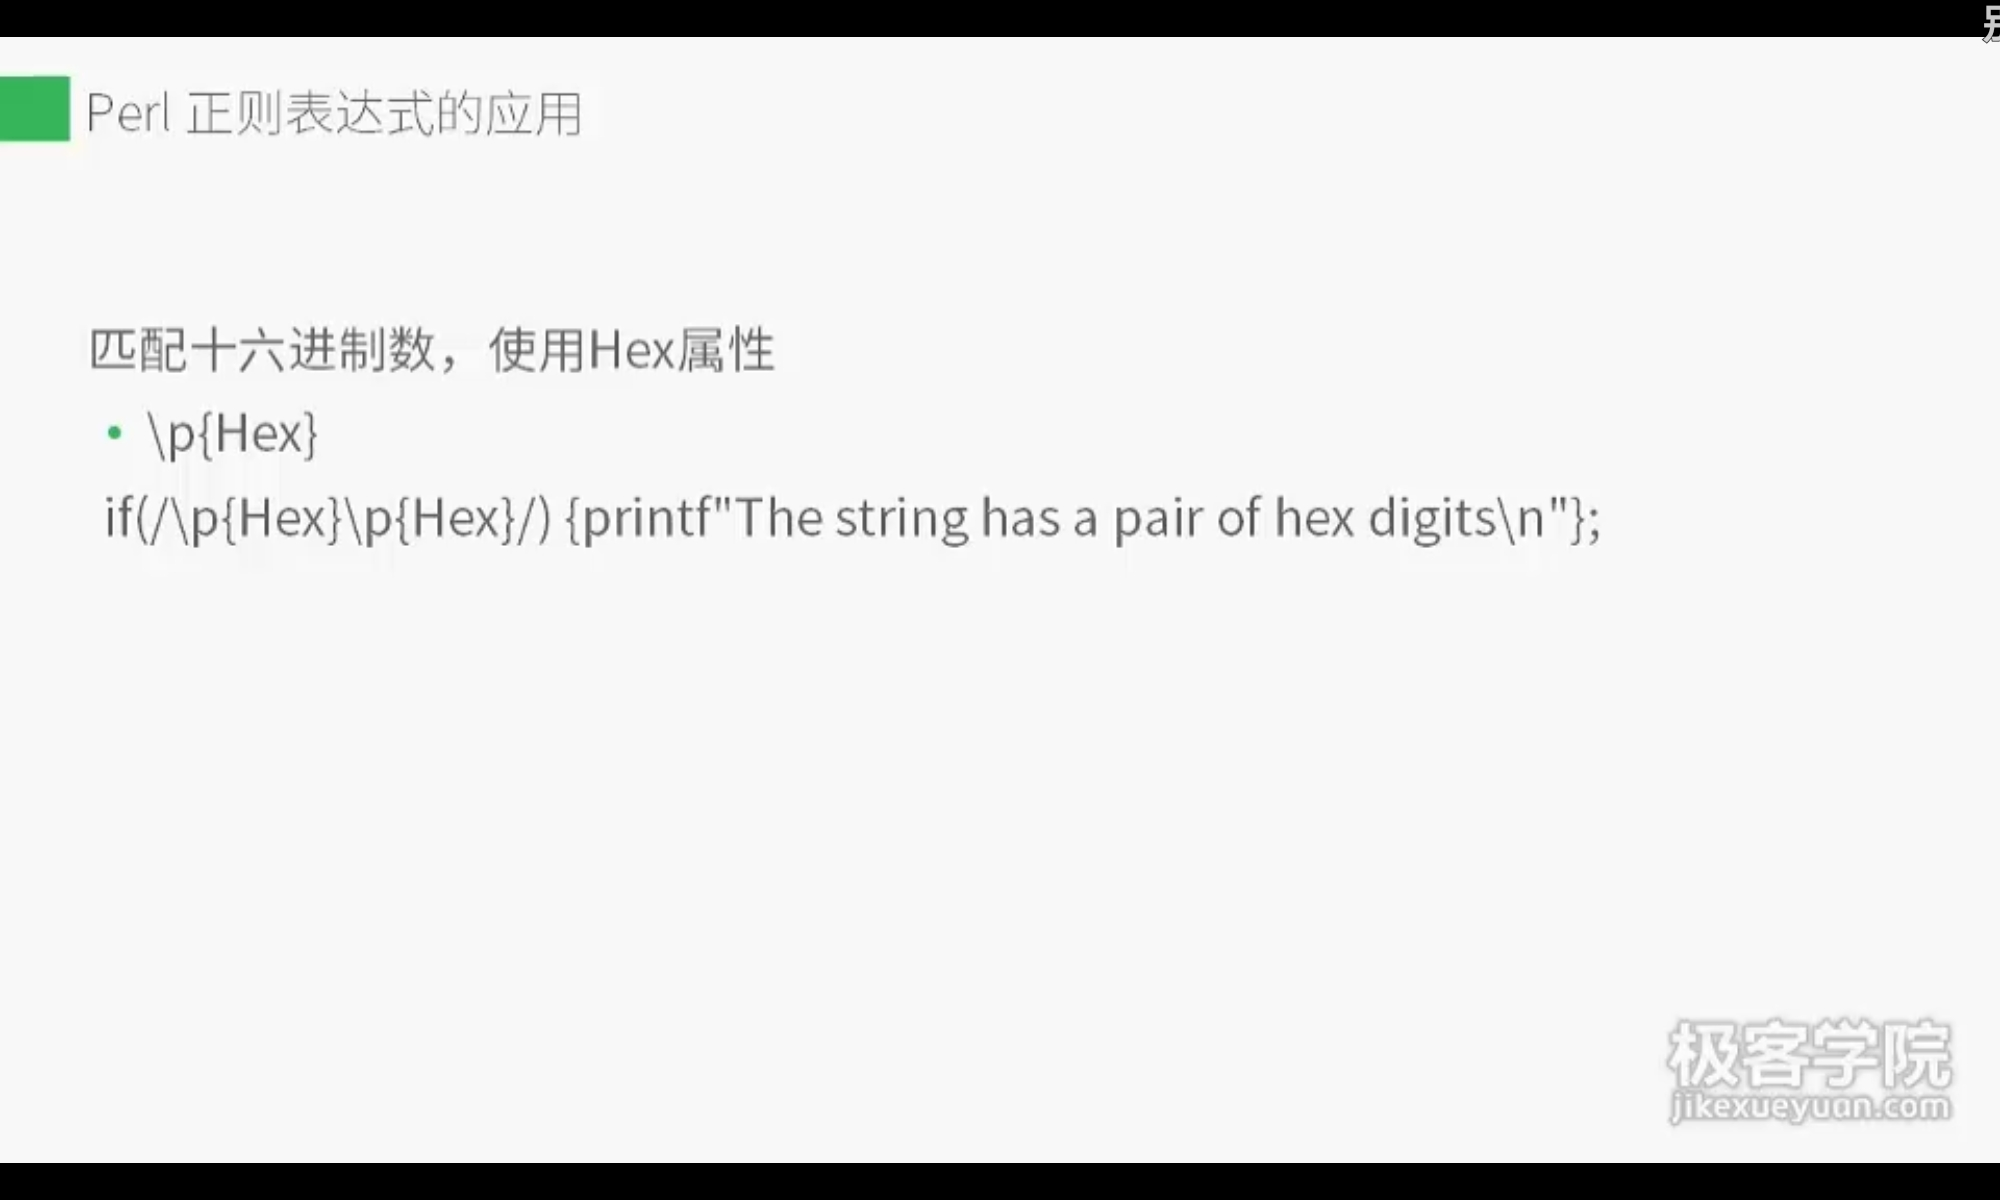 Perl 正则表达式的应用
匹配十六进制数，使用Hex属性
• \p{Hex}
if(/\p{Hex}\p{Hex}/) {printf"The string has a pair of hex digits\n"};
极客学院
jikexueyuan.com